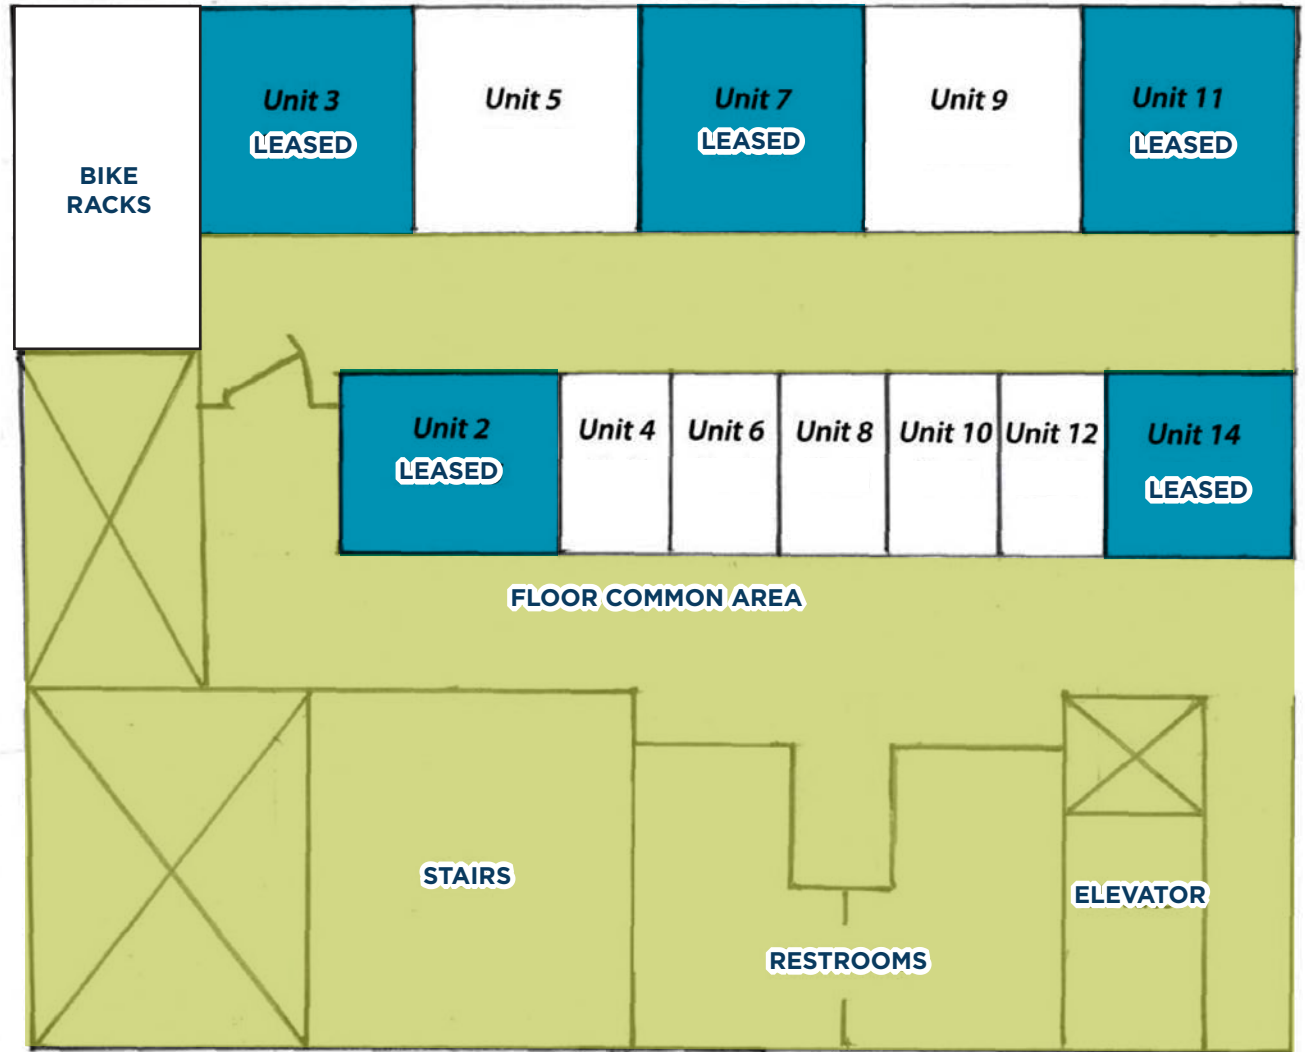 Unit 3
LEASED
Unit 5
Unit 7
LEASED
Unit 9
Unit 11
LEASED
BIKE
RACKS
Unit 2
LEASED
Unit 4
Unit 6
Unit 8
Unit 10
Unit 12
Unit 14
LEASED
FLOOR COMMON AREA
STAIRS
RESTROOMS
ELEVATOR